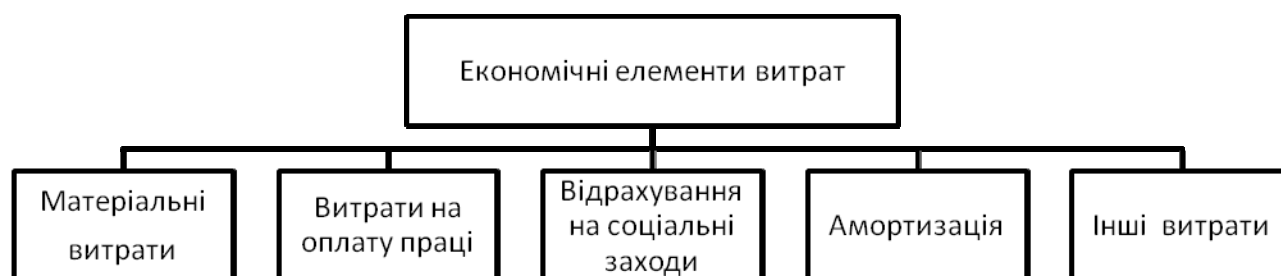 Економічні елементи витрат
Матеріальні
витрати
Витрати на
оплату праці
Відрахування
на соціальні
заходи
Амортизація
Інші витрати